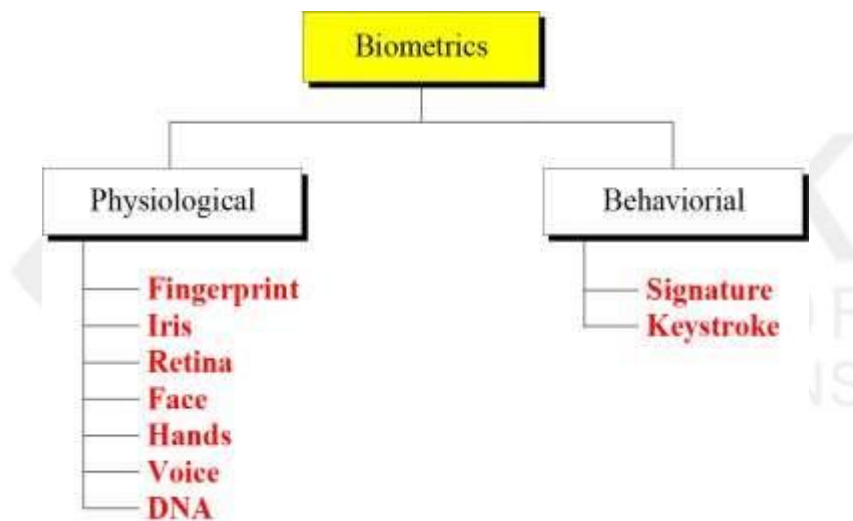 Biometrics
Physiological
Behaviorial
Fingerprint
Iris
Retina
Face
Hands
Voice
DNA
Signature
Keystroke